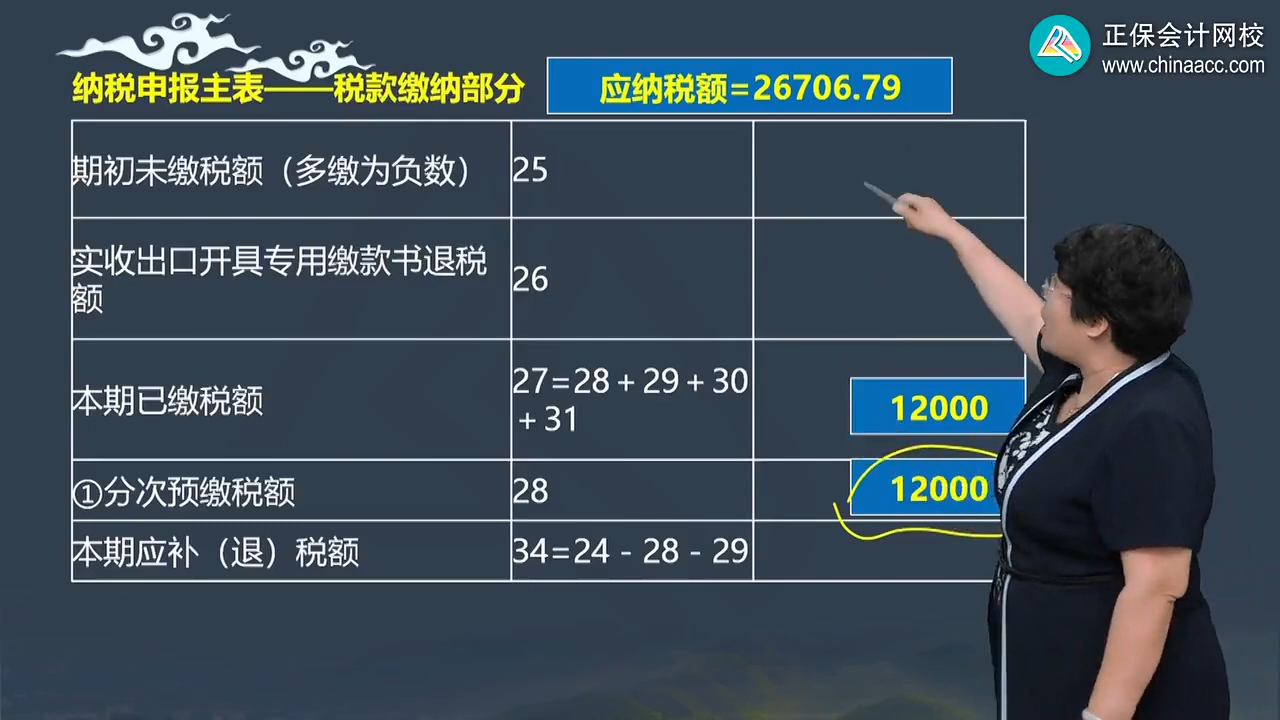 正保会计网校
www.chinaacc.com
纳税申报主表——税款缴纳部分
应纳税额=26706.79
期初未缴税额（多缴为负数）
25
实收出口开具专用缴款书退税
额
26
本期已缴税额
27=28＋29＋30
＋31
12000
①分次预缴税额
28
12000
本期应补（退）税额
34=24－28－29